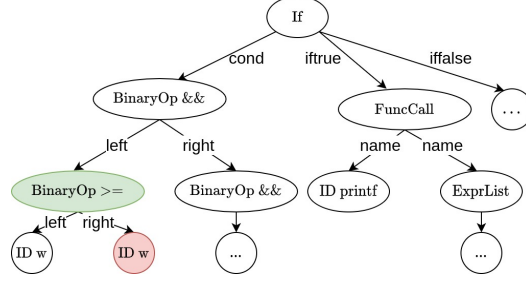 If
cond iftrue iffalse
BinaryOp && FuncCall ...
left right name name
BinaryOp >= BinaryOp && ID printf ExprList
left right
ID w ID w ... ...